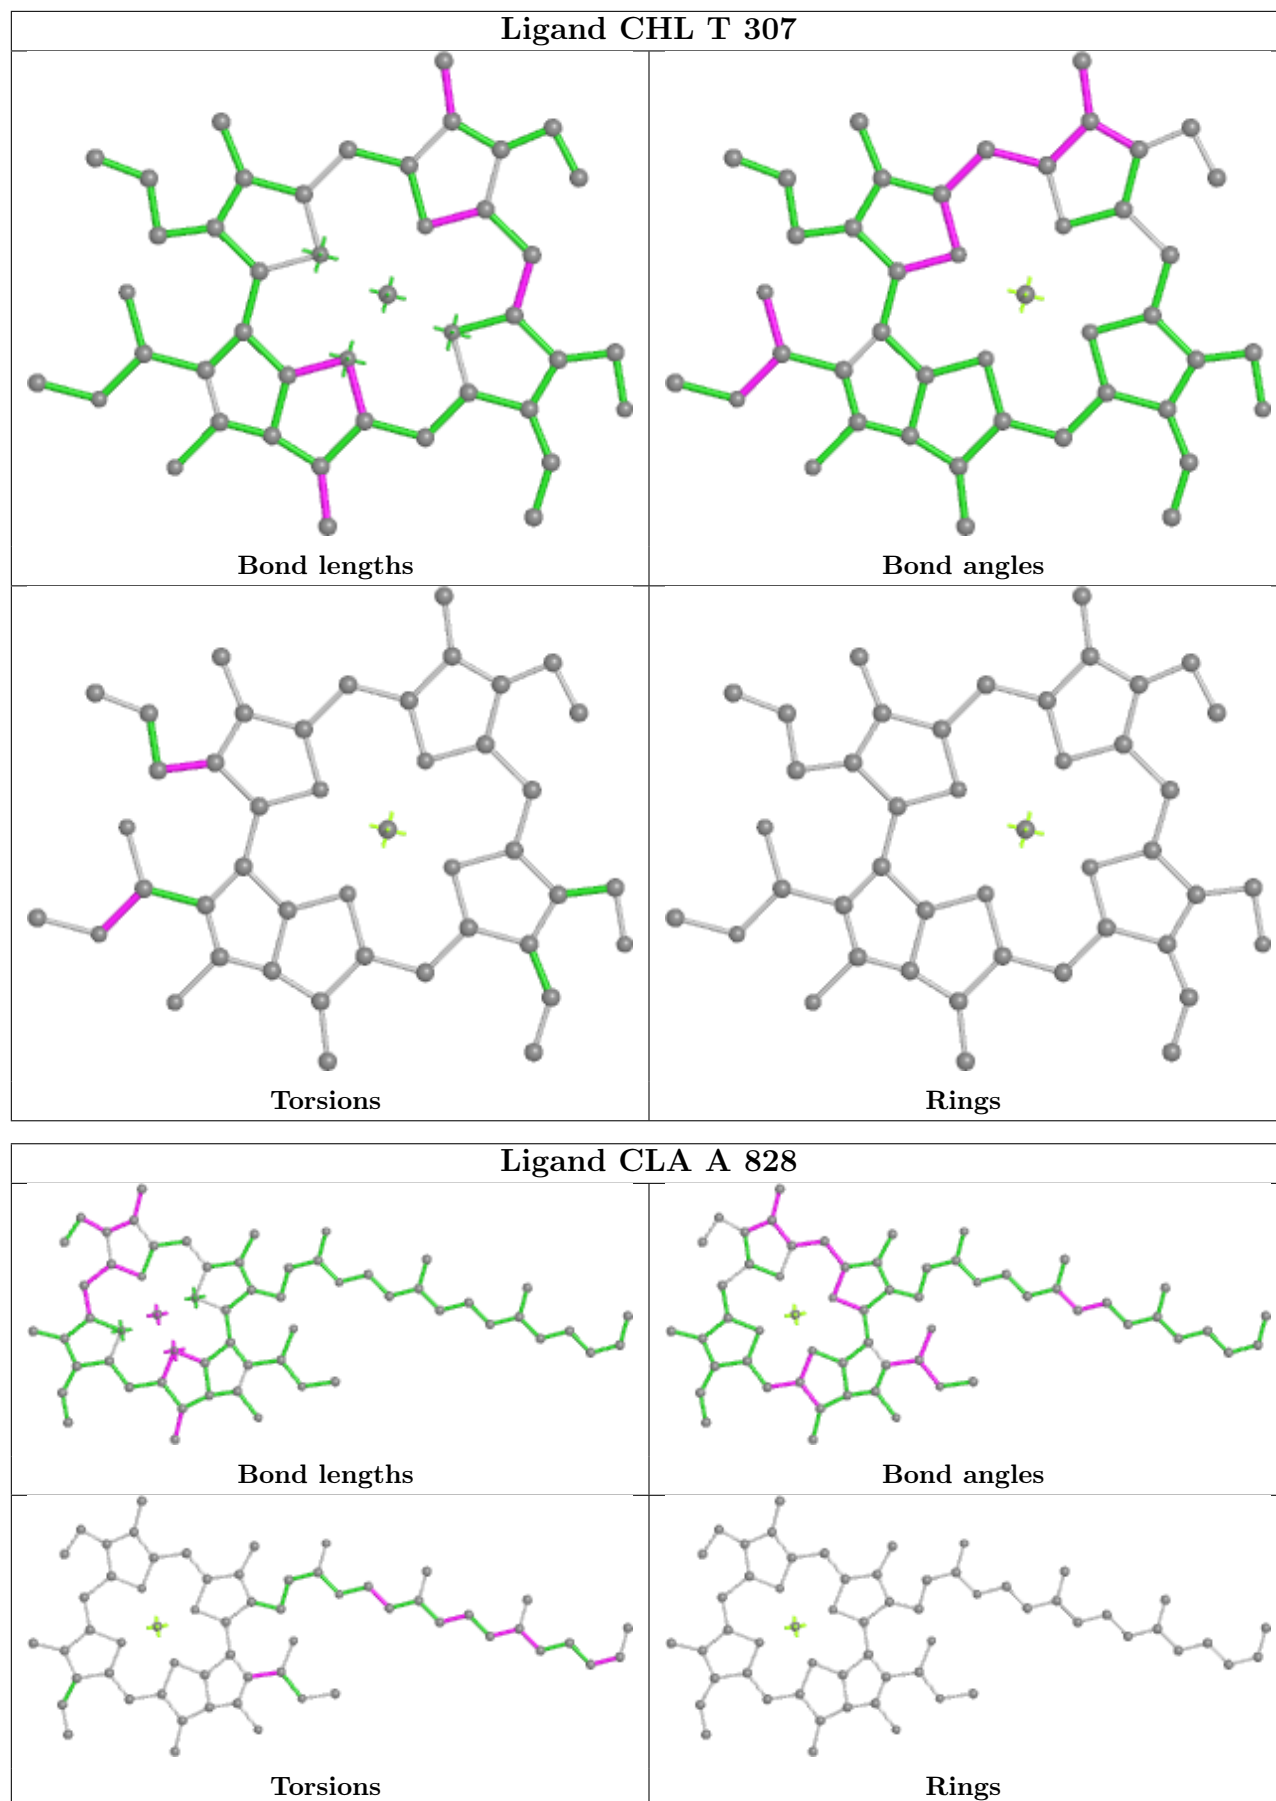 Ligand CHL T 307
Bond lengths
Bond angles
Torsions
Rings
Ligand CLA A 828
Bond lengths
Bond angles
Torsions
Rings